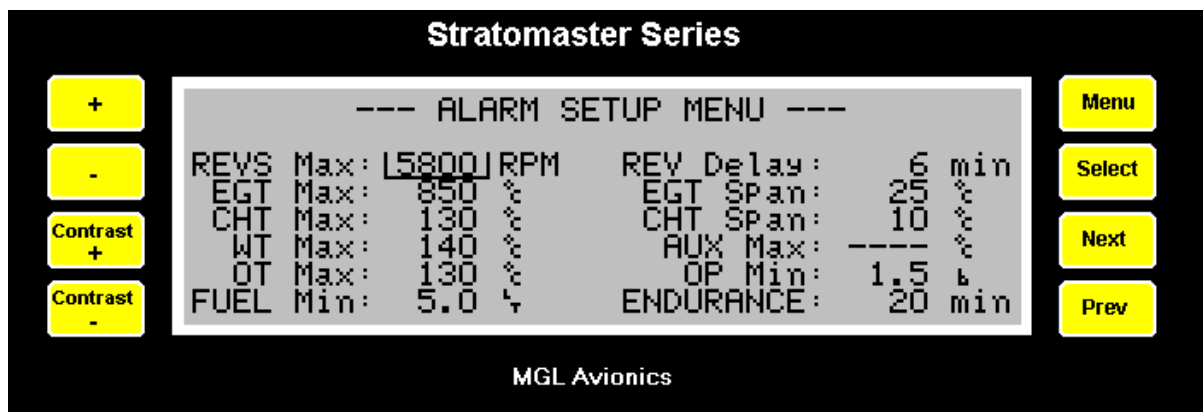 Stratomaster Series
+
-
Contrast
+
Contrast
-
--- ALARM SETUP MENU ---
REVS Max: 5800 RPM REV Delay: 6 min
EGT Max: 850 °c EGT Span: 25 °c
CHT Max: 130 °c CHT Span: 10 °c
WT Max: 140 °c AUX Max: ---- °c
OT Max: 130 °c OP Min: 1.5 b
FUEL Min: 5.0 ENDURANCE: 20 min
Menu
Select
Next
Prev
MGL Avionics